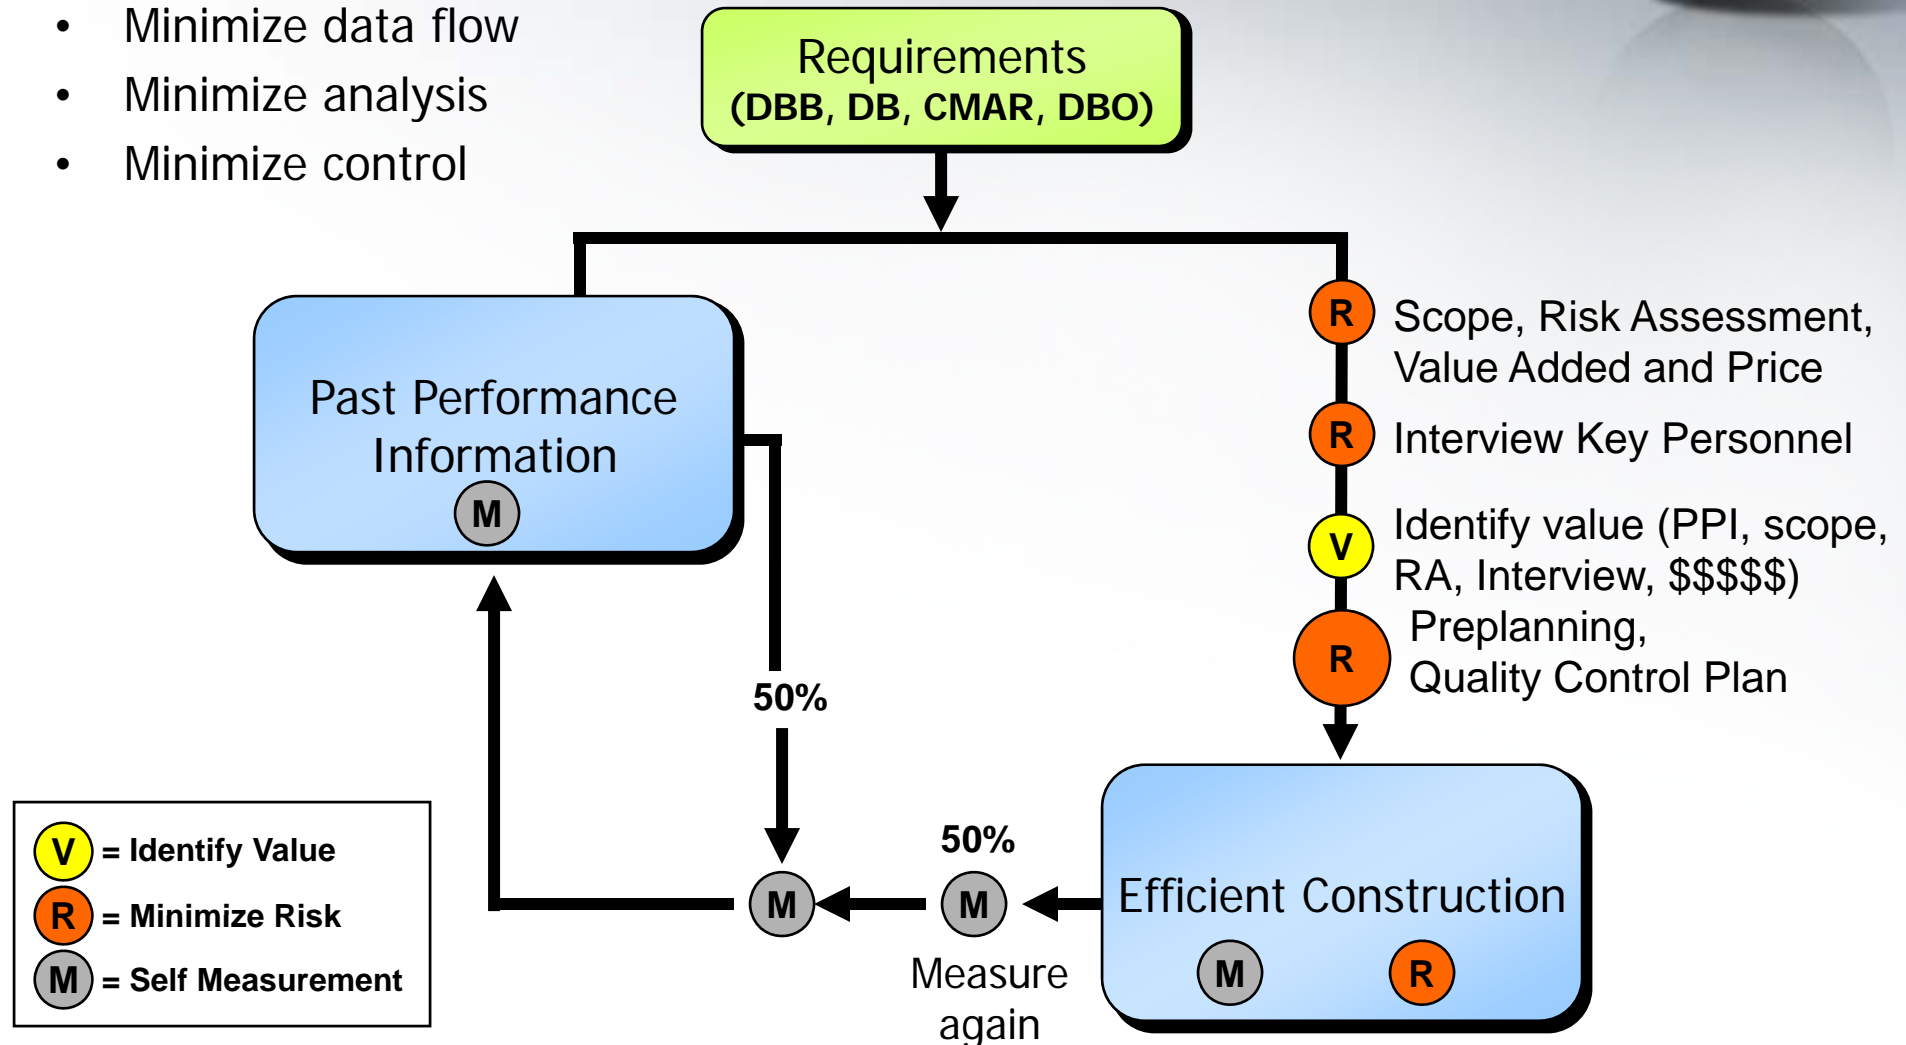 • Minimize data flow
• Minimize analysis
• Minimize control
Requirements
(DBB, DB, CMAR, DBO)
Past Performance
Information
M
R
Scope, Risk Assessment,
Value Added and Price
R
Interview Key Personnel
V
Identify value (PPI, scope,
RA, Interview, $$$$$)
R
Preplanning,
Quality Control Plan
50%
M
50%
M
Measure
again
Efficient Construction
M
R
V = Identify Value
R = Minimize Risk
M = Self Measurement